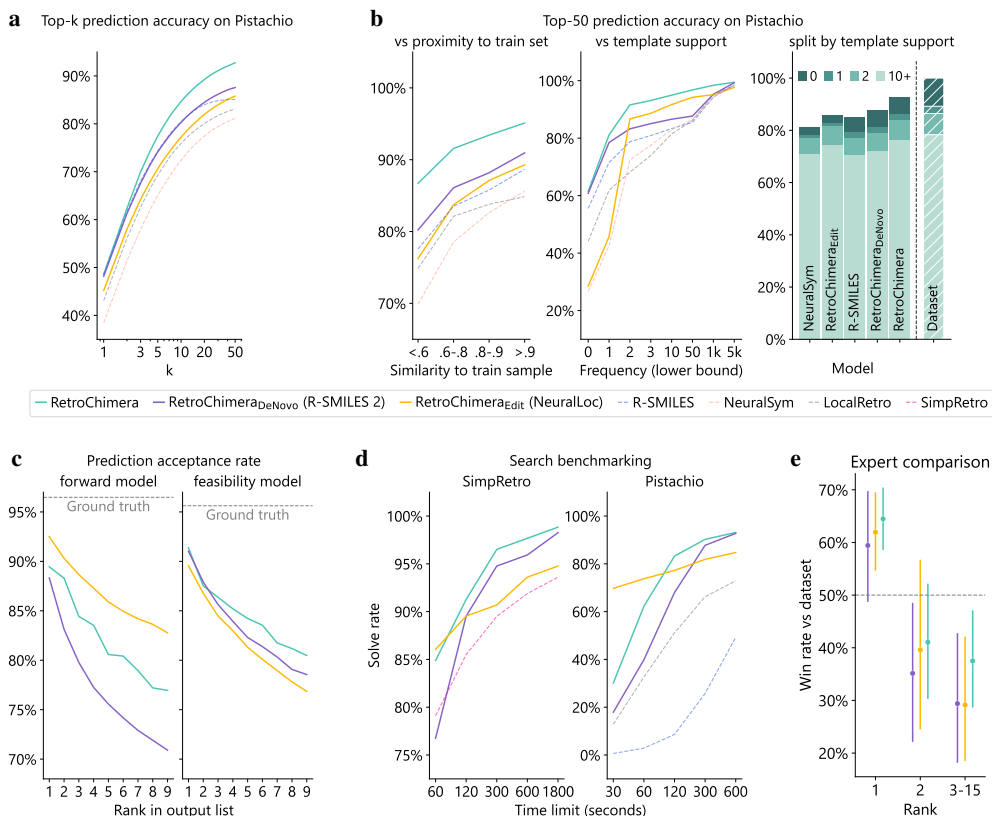 a
Top-k prediction accuracy on Pistachio
90%
80%
70%
60%
50%
40%
1 3 5 10 20 50
k
b
Top-50 prediction accuracy on Pistachio
vs proximity to train set
100%
90%
80%
70%
<.6 .6-.8 .8-.9 >.9
Similarity to train sample
vs template support
100%
80%
60%
40%
20%
0%
0 1 2 3 10 50 1k 5k
Frequency (lower bound)
split by template support
0 1 2 10+
100%
80%
60%
40%
20%
0%
NeuralSym
RetroChimeraEdit
R-SMILES
RetroChimeraDeNovo
RetroChimera
Dataset
Model
RetroChimera RetroChimeraDeNovo (R-SMILES 2) RetroChimeraEdit (NeuralLoc) R-SMILES NeuralSym LocalRetro SimpRetro
c
Prediction acceptance rate
forward model
Ground truth
95%
90%
85%
80%
75%
70%
1 2 3 4 5 6 7 8 9
feasibility model
Ground truth
1 2 3 4 5 6 7 8 9
Rank in output list
d
Search benchmarking
SimpRetro
Solve rate
100%
95%
90%
85%
80%
75%
60 120 300 600 1800
Pistachio
100%
80%
60%
40%
20%
0%
30 60 120 300 600
Time limit (seconds)
e
Expert comparison
Win rate vs dataset
70%
60%
50%
40%
30%
20%
1 2 3-15
Rank